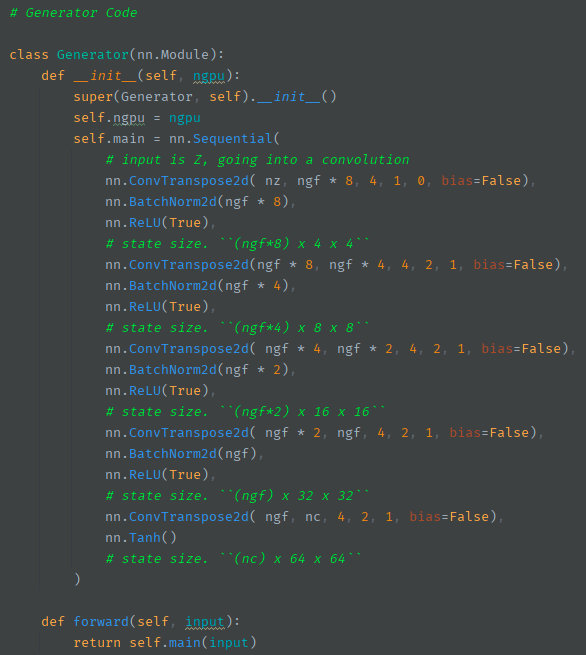 # Generator Code
class Generator(nn.Module):
def __init__(self, ngpu):
super(Generator, self).__init__()
self.ngpu = ngpu
self.main = nn.Sequential(
# input is Z, going into a convolution
nn.ConvTranspose2d( nz, ngf * 8, 4, 1, 0, bias=False),
nn.BatchNorm2d(ngf * 8),
nn.ReLU(True),
# state size. ``(ngf*8) x 4 x 4``
nn.ConvTranspose2d(ngf * 8, ngf * 4, 4, 2, 1, bias=False),
nn.BatchNorm2d(ngf * 4),
nn.ReLU(True),
# state size. ``(ngf*4) x 8 x 8``
nn.ConvTranspose2d( ngf * 4, ngf * 2, 4, 2, 1, bias=False),
nn.BatchNorm2d(ngf * 2),
nn.ReLU(True),
# state size. ``(ngf*2) x 16 x 16``
nn.ConvTranspose2d( ngf * 2, ngf, 4, 2, 1, bias=False),
nn.BatchNorm2d(ngf),
nn.ReLU(True),
# state size. ``(ngf) x 32 x 32``
nn.ConvTranspose2d( ngf, nc, 4, 2, 1, bias=False),
nn.Tanh()
# state size. ``(nc) x 64 x 64``
)
def forward(self, input):
return self.main(input)